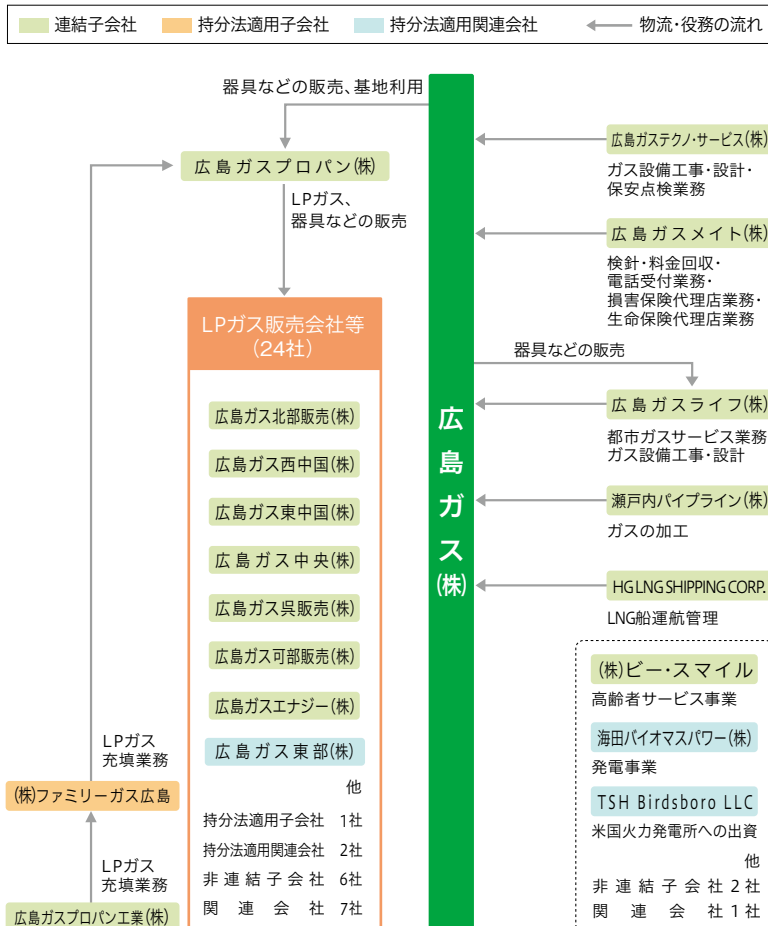 連結子会社 持分法適用子会社 持分法適用関連会社 物流・役務の流れ
器具などの販売、基地利用
広島ガスプロパン(株)
LPガス、
器具などの販売
LPガス販売会社等
(24社)
広島ガス北部販売(株)
広島ガス西中国(株)
広島ガス東中国(株)
広島ガス中央(株)
広島ガス呉販売(株)
広島ガス可部販売(株)
広島ガスエナジー(株)
広島ガス東部(株)
他
持分法適用子会社 1社
持分法適用関連会社 2社
非連結子会社 6社
関連会社 7社
LPガス
充填業務
(株)ファミリーガス広島
LPガス
充填業務
広島ガスプロパン工業(株)
広島ガス(株)
広島ガステクノ・サービス(株)
ガス設備工事・設計・
保安点検業務
広島ガスメイト(株)
検針・料金回収・
電話受付業務・
損害保険代理店業務・
生命保険代理店業務
器具などの販売
広島ガスライフ(株)
都市ガスサービス業務
ガス設備工事・設計
瀬戸内パイプライン(株)
ガスの加工
HG LNG SHIPPING CORP.
LNG船運航管理
(株)ビー・スマイル
高齢者サービス事業
海田バイオマスパワー(株)
発電事業
TSH Birdsboro LLC
米国火力発電所への出資
他
非連結子会社2社
関連会社1社